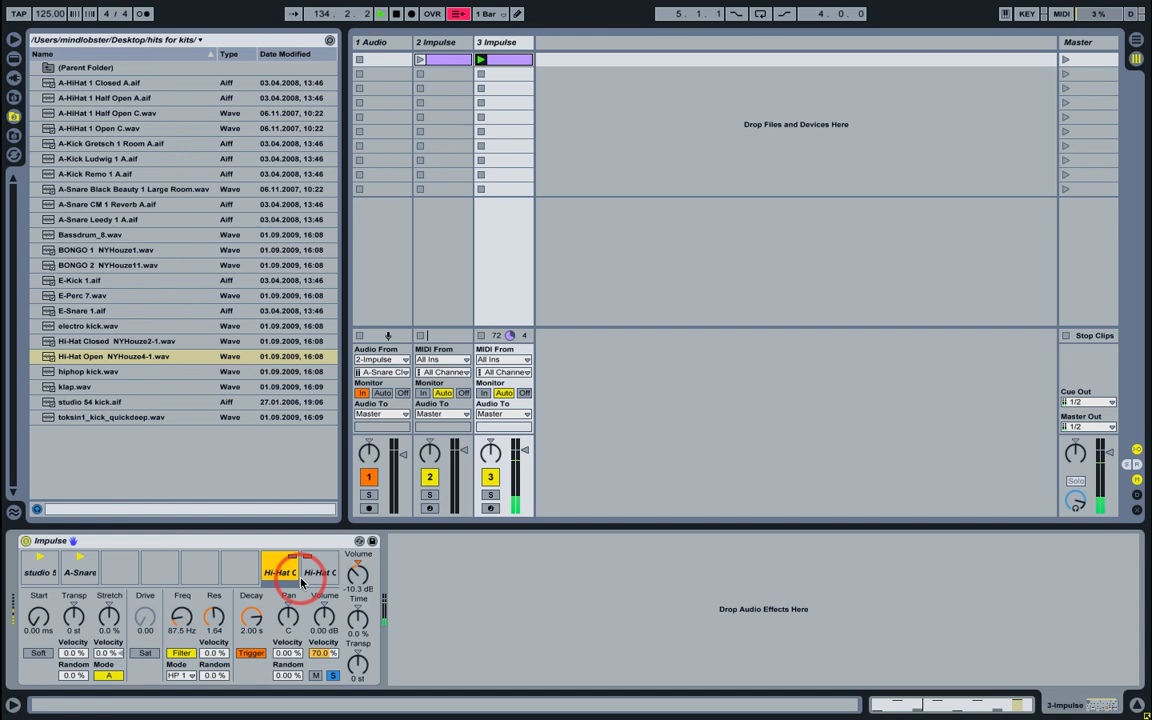 TAP 125.00 4 / 4 134. 2. 2 OVR 1 Bar 5. 1. 1 4. 0. 0 KEY MIDI 3 % D
/Users/mindlobster/Desktop/hits for kits/
Name Type Date Modified
(Parent Folder)
A-HiHat 1 Closed A.aif Aiff 03.04.2008, 13:46
A-HiHat 1 Half Open A.aif Aiff 03.04.2008, 13:46
A-HiHat 1 Half Open C.wav Wave 06.11.2007, 10:22
A-HiHat 1 Open C.wav Wave 03.04.2008, 13:46
A-Kick Gretsch 1 Room A.aif Aiff 03.04.2008, 13:46
A-Kick Ludwig 1 A.aif Aiff 03.04.2008, 13:46
A-Kick Remo 1 A.aif Aiff 03.04.2008, 13:46
A-Snare Black Beauty 1 Large Room.wav Wave 06.11.2007, 10:22
A-Snare CM 1 Reverb A.aif Aiff 03.04.2008, 13:46
A-Snare Leedy 1 A.aif Aiff 03.04.2008, 13:46
Bassdrum_8.wav Wave 01.09.2009, 16:08
BONGO 1 NYHouze1.wav Wave 01.09.2009, 16:08
BONGO 2 NYHouze11.wav Wave 01.09.2009, 16:08
E-Kick 1.aif Aiff 03.04.2008, 13:46
E-Perc 7.wav Wave 01.09.2009, 16:08
E-Snare 1.aif Aiff 03.04.2008, 13:46
electro kick.wav Wave 01.09.2009, 16:08
Hi-Hat Closed NYHouze2-1.wav Wave 01.09.2009, 16:08
Hi-Hat Open NYHouze4-1.wav Wave 01.09.2009, 16:08
hiphop kick.wav Wave 01.09.2009, 16:08
klap.wav Wave 01.09.2009, 16:09
studio 54 kick.aif Aiff 27.01.2006, 19:06
toksin1_kick_quickdeep.wav Wave 01.09.2009, 16:09
1 Audio 2 Impulse 3 Impulse Master
Drop Files and Devices Here
72 4 Stop Clips
Audio From MIDI From MIDI From
2-Impulse All Ins All Ins
A-Snare Cl All Channe All Channe
Monitor Monitor Monitor
In Auto Off In Auto Off In Auto Off
Audio To Audio To Audio To
Master Master Master
Cue Out
1/2
Master Out
1/2
1 2 3 Solo
S S S
S R
Impulse
studio 5 A-Snare Hi-Hat C Hi-Hat C
Volume
-10.3 dB
Start Transp Stretch Drive Freq Res Decay Pan Volume Time
0.00 ms 0 st 0.0 % 0.00 87.5 Hz 1.64 2.00 s C 0.00 dB 0.0 %
Velocity Velocity Velocity Velocity Velocity Transp
Soft 0.0 % 0.0 % Sat Filter 0.0 % Trigger 0.00 % 70.0 %
Random Mode Mode Random Random
0.0 % A HP 1 0.0 % 0.00 % M S 0 st
Drop Audio Effects Here
3-Impulse